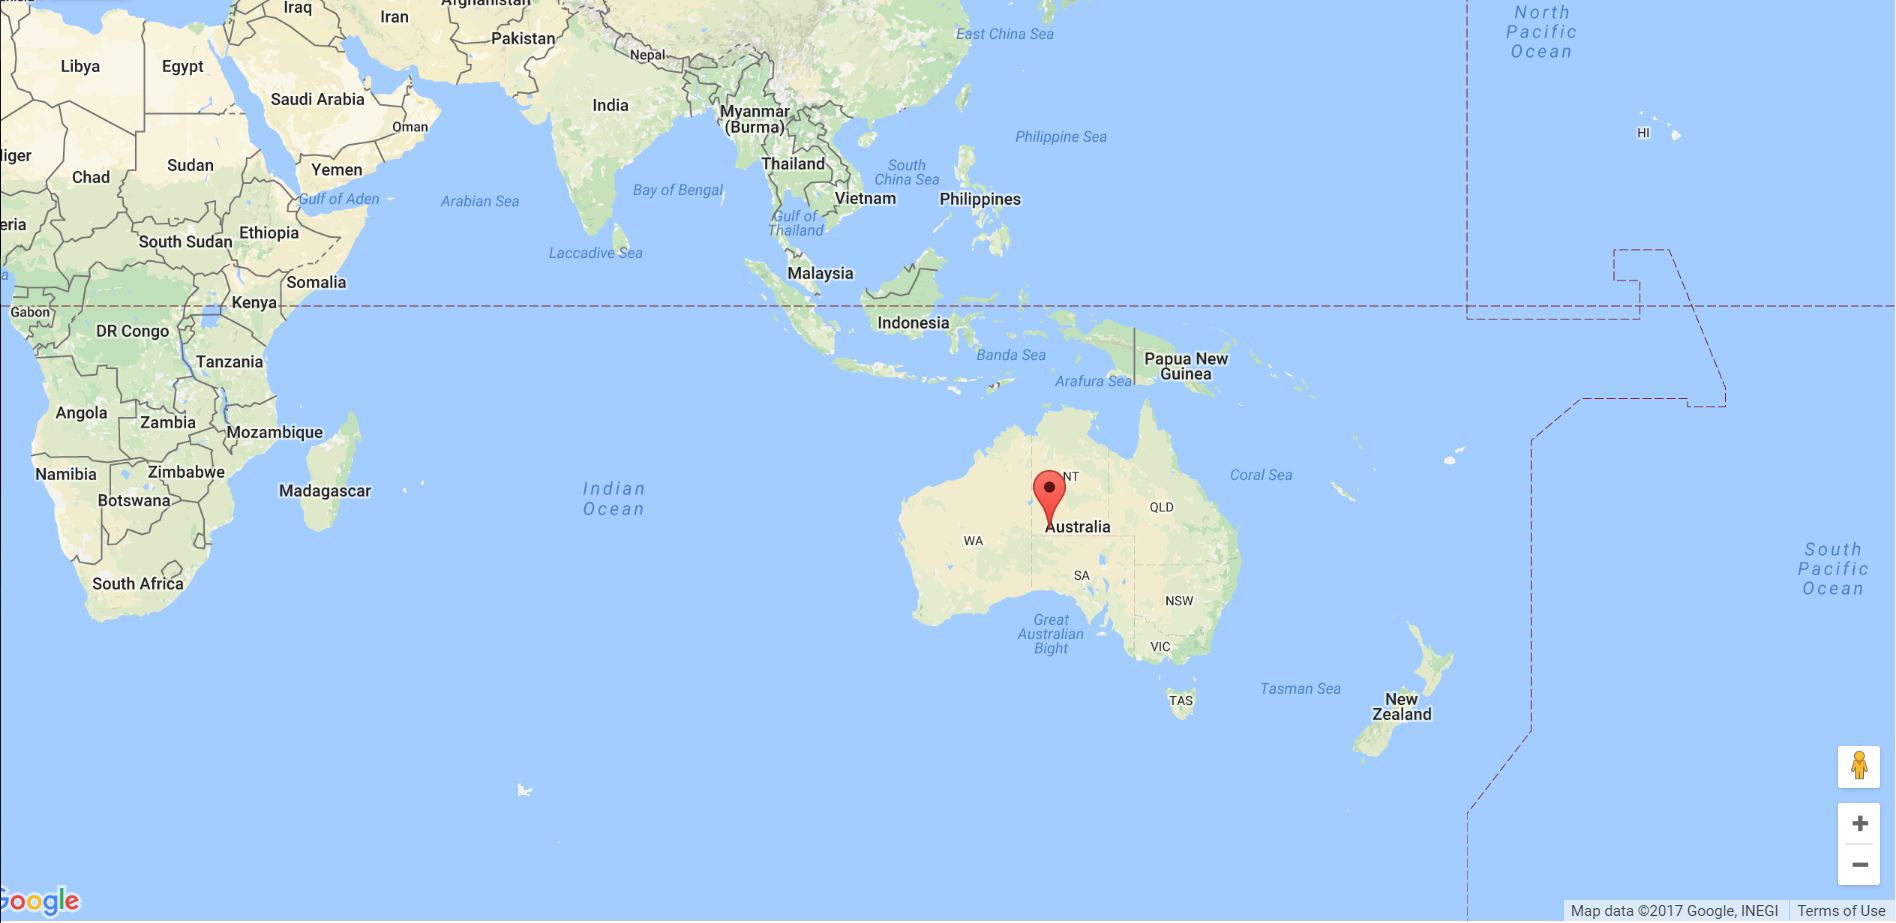 Iraq
Iran
Afghanistan
Pakistan
East China Sea
North
Pacific
Ocean
Libya
Egypt
Nepal
Saudi Arabia
India
Oman
Myanmar
(Burma)
HI
Philippine Sea
Sudan
Yemen
Thailand
Chad
South
China Sea
Gulf of Aden
Arabian Sea
Bay of Bengal
Vietnam
Philippines
Gulf of
Thailand
South Sudan
Ethiopia
Laccadive Sea
Malaysia
Somalia
Kenya
Gabon
DR Congo
Indonesia
Tanzania
Banda Sea
Papua New
Guinea
Arafura Sea
Angola
Zambia
Mozambique
Namibia
Zimbabwe
Botswana
Madagascar
Indian
Ocean
NT
Coral Sea
QLD
Australia
WA
SA
South Africa
NSW
South
Pacific
Ocean
Great
Australian
Bight
VIC
TAS
Tasman Sea
New
Zealand
Google
Map data ©2017 Google, INEGI
Terms of Use